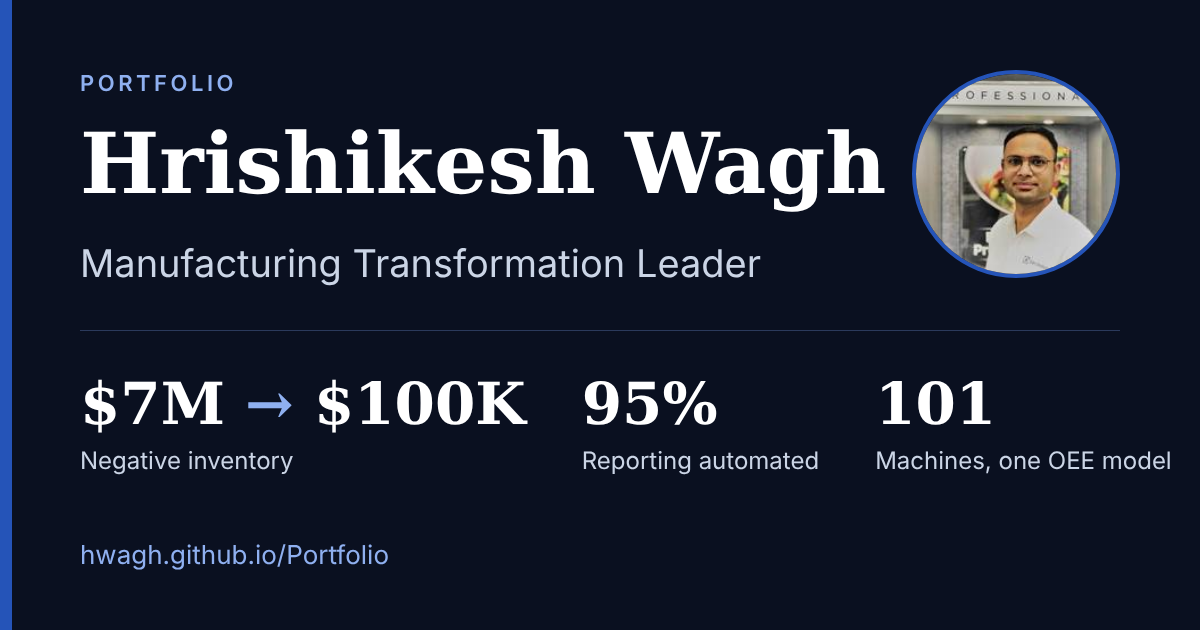 PORTFOLIO
Hrishikesh Wagh
Manufacturing Transformation Leader
OFESSIONA
$7M → $100K 95% 101
Negative inventory Reporting automated Machines, one OEE model
hwagh.github.io/Portfolio